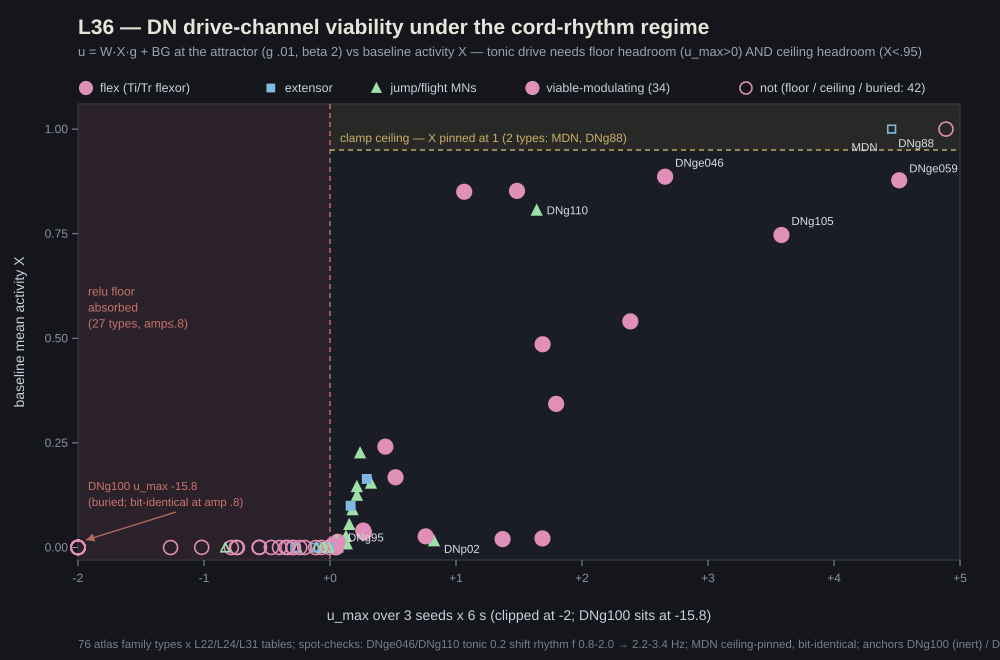 L36 — DN drive-channel viability under the cord-rhythm regime
u = W·X·g + BG at the attractor (g .01, beta 2) vs baseline activity X — tonic drive needs floor headroom (u_max>0) AND ceiling headroom (X<.95)
flex (Ti/Tr flexor) extensor jump/flight MNs viable-modulating (34) not (floor / ceiling / buried: 42)
1.00
clamp ceiling — X pinned at 1 (2 types: MDN, DNg88)
MDN DNg88
DNge046
DNge059
DNg110
DNg105
0.75
relu floor
absorbed
(27 types, amp≤.8)
0.50
0.25
DNg100 u_max -15.8
(buried; bit-identical at amp .8)
DNg95
DNp02
0.00
baseline mean activity X
-2 -1 +0 +1 +2 +3 +4 +5
u_max over 3 seeds x 6 s (clipped at -2; DNg100 sits at -15.8)
76 atlas family types x L22/L24/L31 tables; spot-checks: DNge046/DNg110 tonic 0.2 shift rhythm f 0.8-2.0 → 2.2-3.4 Hz; MDN ceiling-pinned, bit-identical; anchors DNg100 (inert) /